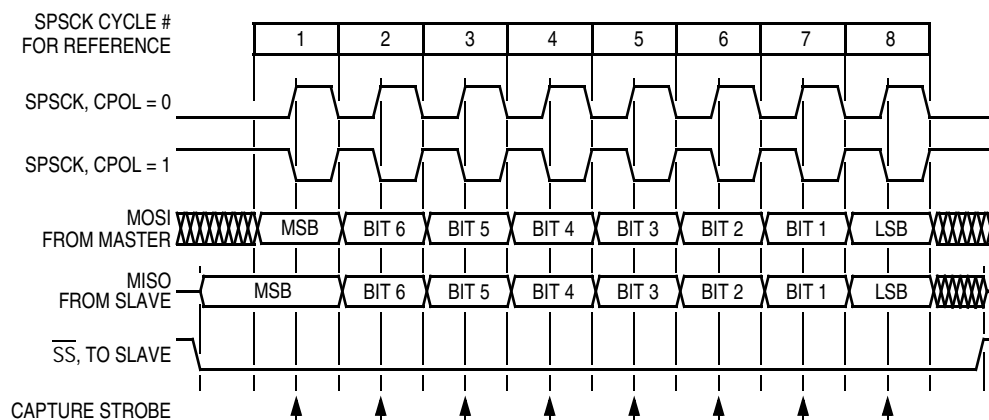 SPSCK CYCLE #
FOR REFERENCE
1 2 3 4 5 6 7 8
SPSCK, CPOL = 0
SPSCK, CPOL = 1
MOSI
FROM MASTER
MSB BIT 6 BIT 5 BIT 4 BIT 3 BIT 2 BIT 1 LSB
MISO
FROM SLAVE
MSB BIT 6 BIT 5 BIT 4 BIT 3 BIT 2 BIT 1 LSB
S̅S̅, TO SLAVE
CAPTURE STROBE